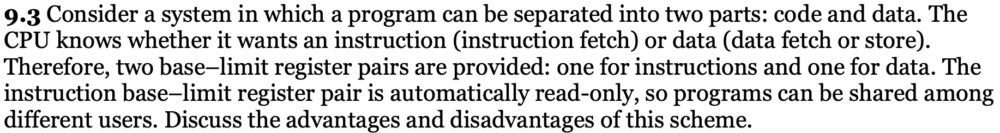 9.3 Consider a system in which a program can be separated into two parts: code and data. The
CPU knows whether it wants an instruction (instruction fetch) or data (data fetch or store).
Therefore, two base–limit register pairs are provided: one for instructions and one for data. The
instruction base–limit register pair is automatically read-only, so programs can be shared among
different users. Discuss the advantages and disadvantages of this scheme.